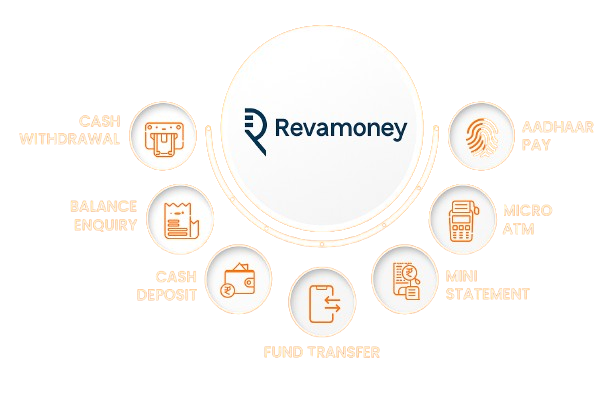 Revamoney
CASH
WITHDRAWAL
BALANCE
ENQUIRY
CASH
DEPOSIT
FUND TRANSFER
MINI
STATEMENT
MICRO
ATM
AADHAAR
PAY